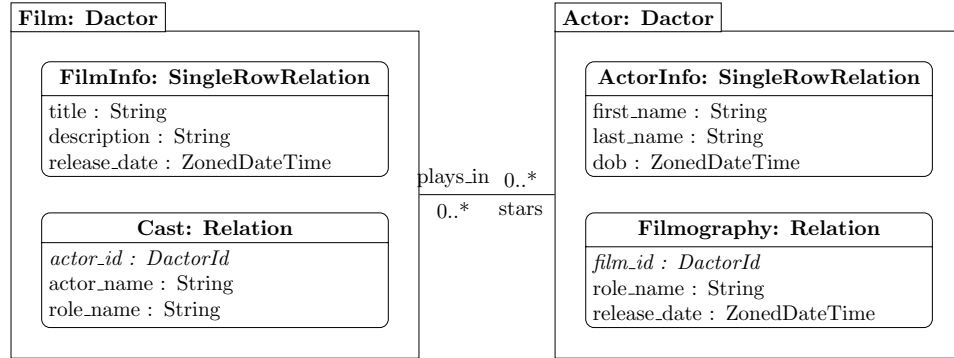 Film: Dactor
FilmInfo: SingleRowRelation
title : String
description : String
release_date : ZonedDateTime
Cast: Relation
actor_id : DactorId
actor_name : String
role_name : String
plays_in 0..*
0..* stars
Actor: Dactor
ActorInfo: SingleRowRelation
first_name : String
last_name : String
dob : ZonedDateTime
Filmography: Relation
film_id : DactorId
role_name : String
release_date : ZonedDateTime